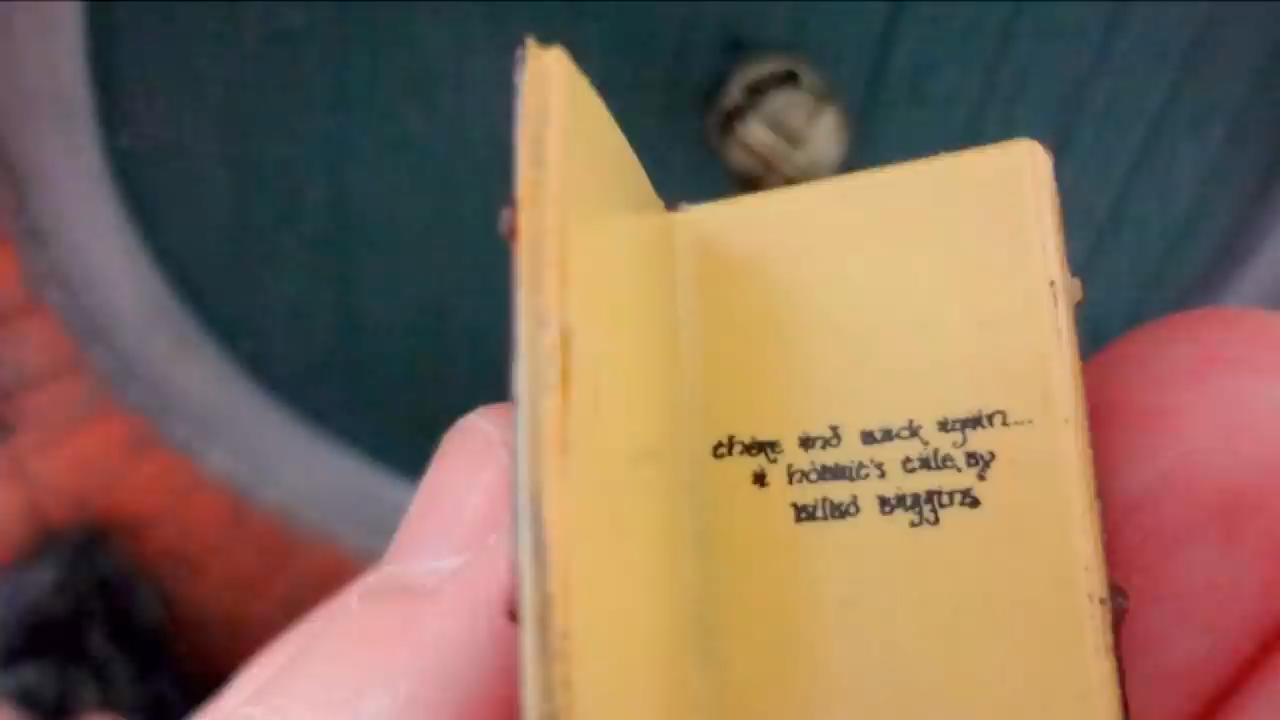 there and back again...
a hobbit's tale, by
bilbo baggins